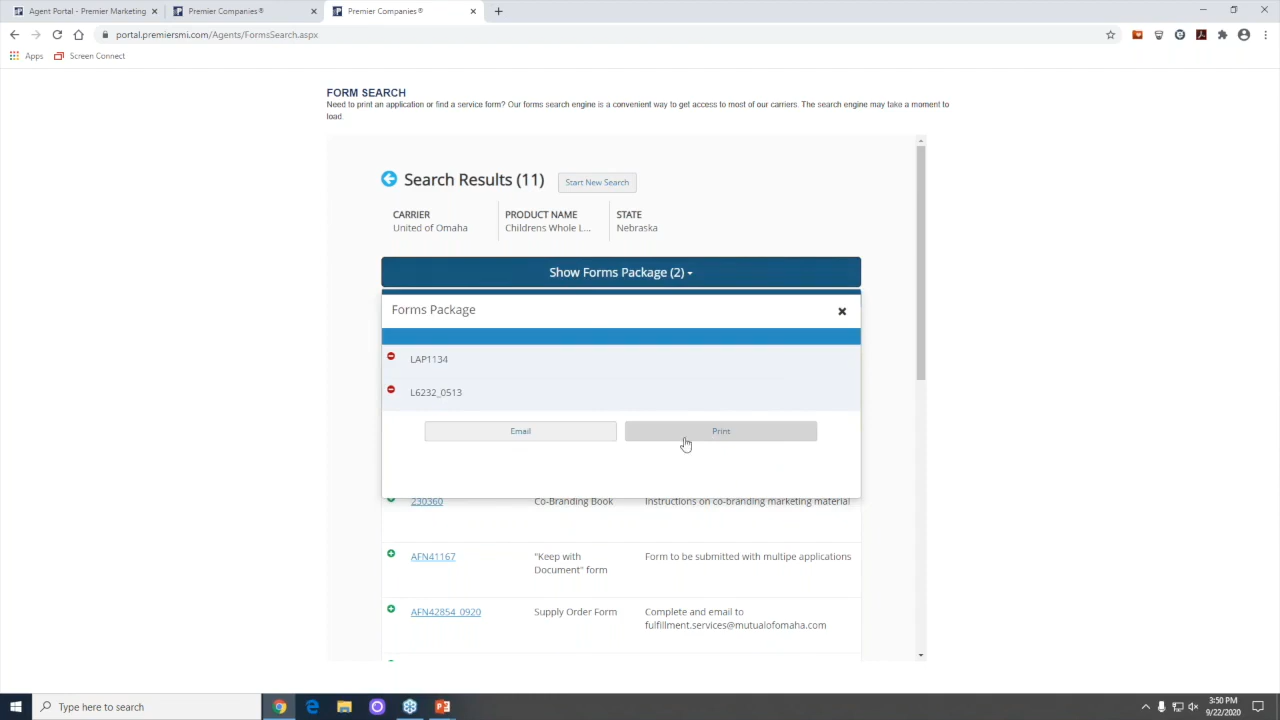 Agent Portal - Premier Marketing
Premier Companies®
Premier Companies®
portal.premiersmi.com/Agents/FormsSearch.aspx
Apps
Screen Connect
FORM SEARCH
Need to print an application or find a service form? Our forms search engine is a convenient way to get access to most of our carriers. The search engine may take a moment to
load.
Search Results (11)
Start New Search
CARRIER
United of Omaha
PRODUCT NAME
Childrens Whole L...
STATE
Nebraska
Show Forms Package (2)
Forms Package
LAP1134
L6232_0513
Email
Print
230360
Co-Branding Book
Instructions on co-branding marketing material
AFN41167
"Keep with
Document" form
Form to be submitted with multipe applications
AFN42854_0920
Supply Order Form
Complete and email to
fulfillment.services@mutualofomaha.com
Type here to search
3:50 PM
9/22/2020